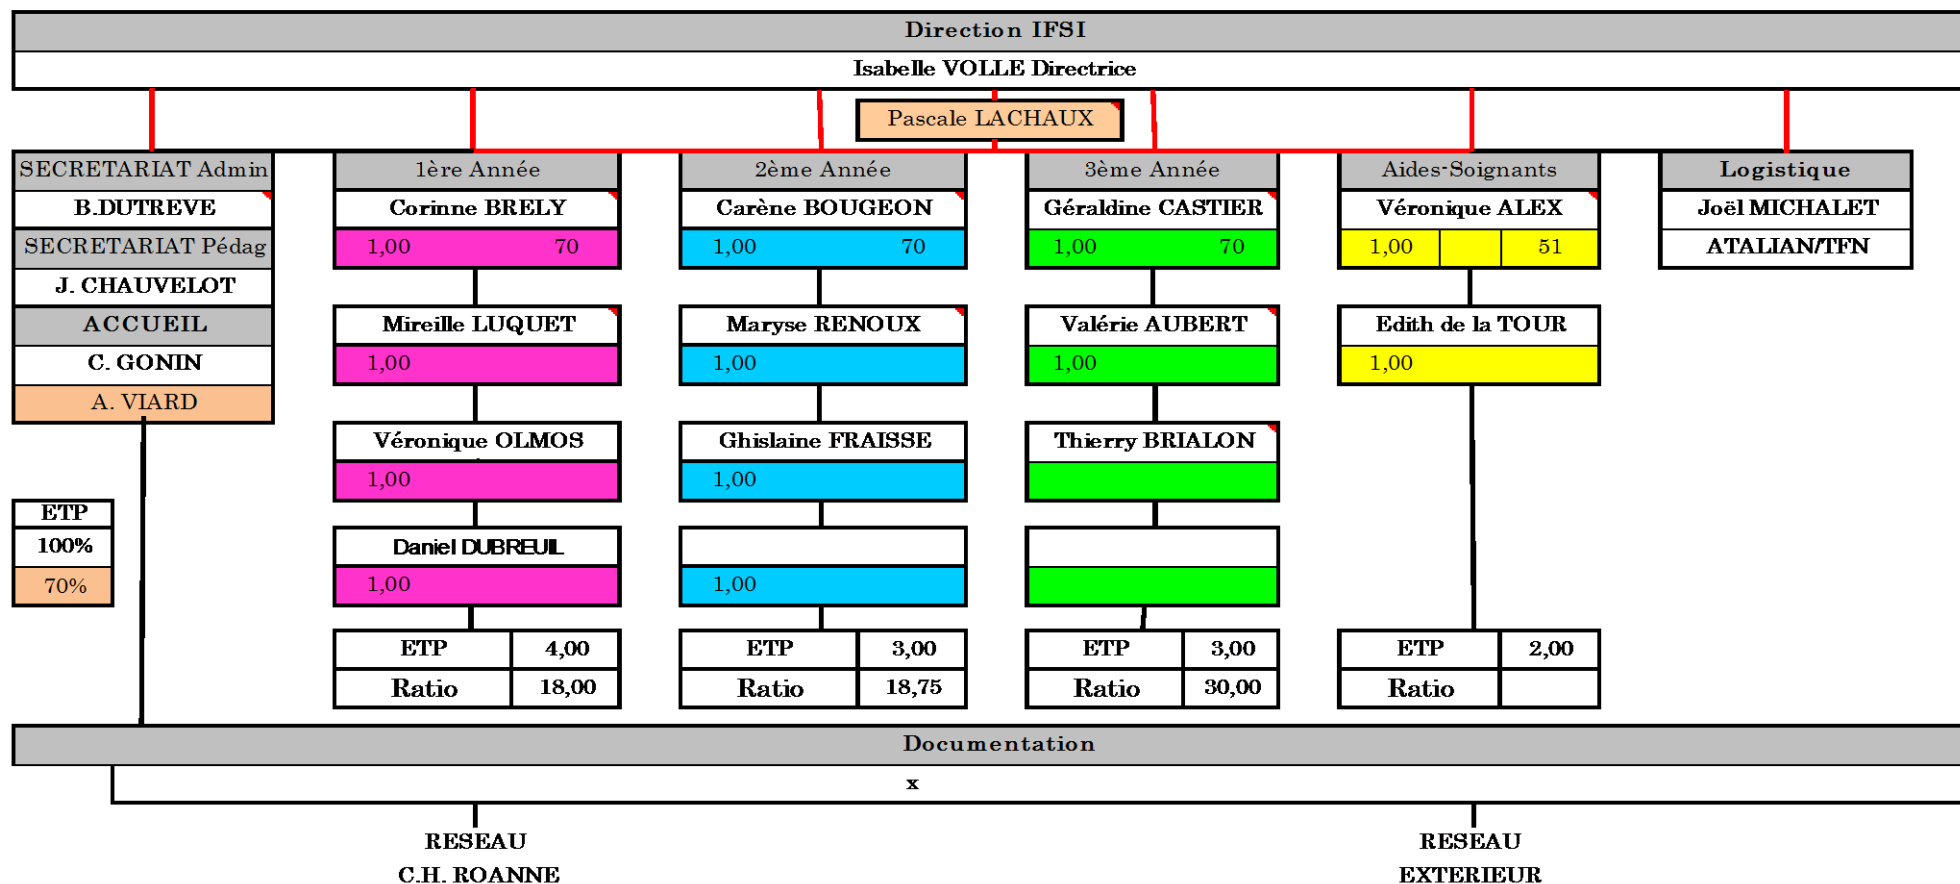 Direction IFSI
Isabelle VOLLE Directrice
Pascale LACHAUX
SECRETARIAT Admin
B.DUTREVE
SECRETARIAT Pédag
J. CHAUVELOT
ACCUEIL
C. GONIN
A. VIARD
ETP
100%
70%
1ère Année
Corinne BRELY
1,00 70
Mireille LUQUET
1,00
Véronique OLMOS
1,00
Daniel DUBREUIL
1,00
ETP 4,00
Ratio 18,00
2ème Année
Carène BOUGEON
1,00 70
Maryse RENOUX
1,00
Ghislaine FRAISSE
1,00
1,00
ETP 3,00
Ratio 18,75
3ème Année
Géraldine CASTIER
1,00 70
Valérie AUBERT
1,00
Thierry BRIALON
ETP 3,00
Ratio 30,00
Aides-Soignants
Véronique ALEX
1,00 51
Edith de la TOUR
1,00
ETP 2,00
Ratio
Logistique
Joël MICHALET
ATALIAN/TFN
Documentation
x
RESEAU
C.H. ROANNE
RESEAU
EXTERIEUR